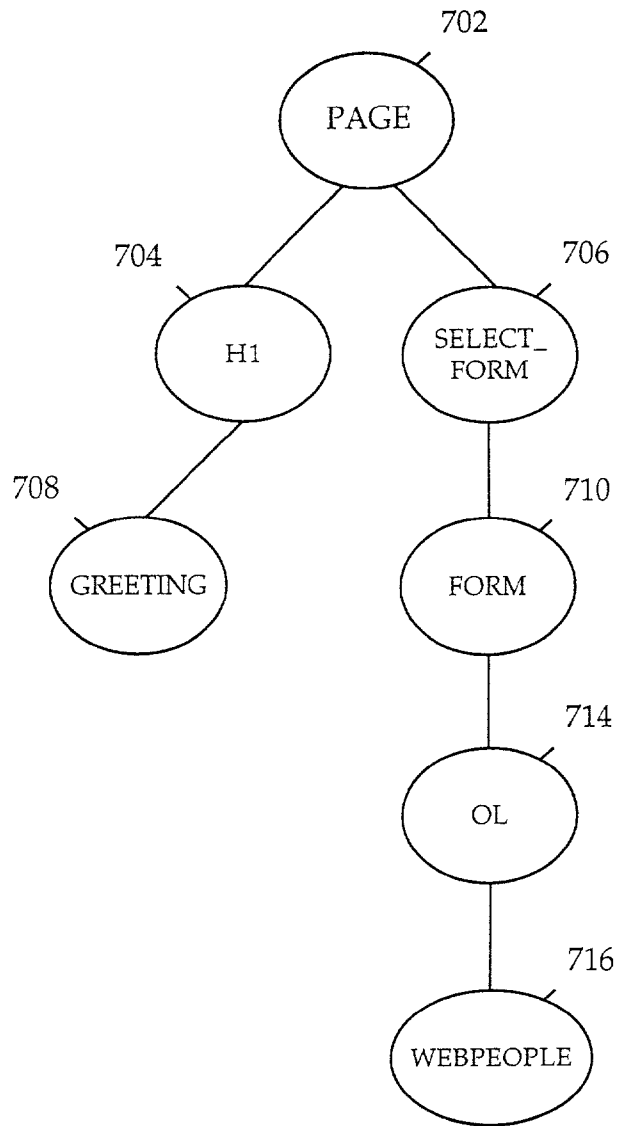 702
PAGE
704
706
H1
SELECT_
FORM
708
710
GREETING
FORM
714
OL
716
WEBPEOPLE